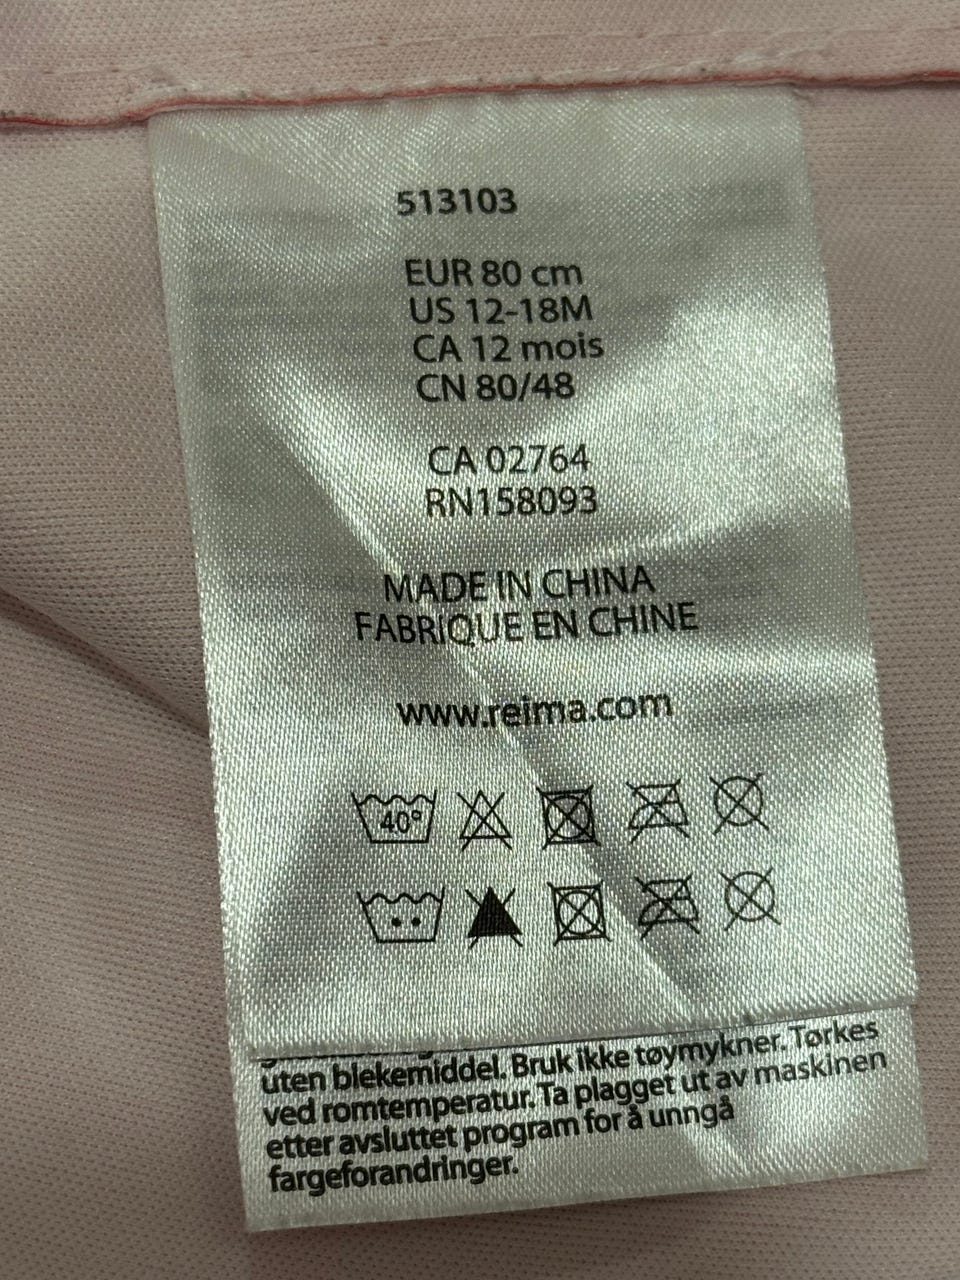 513103
EUR 80 cm
US 12-18M
CA 12 mois
CN 80/48
CA 02764
RN158093
MADE IN CHINA
FABRIQUE EN CHINE
www.reima.com
40°
uten blekemiddel. Bruk ikke tøymykner. Tørkes
ved romtemperatur. Ta plagget ut av maskinen
etter avsluttet program for å unngå
fargeforandringer.